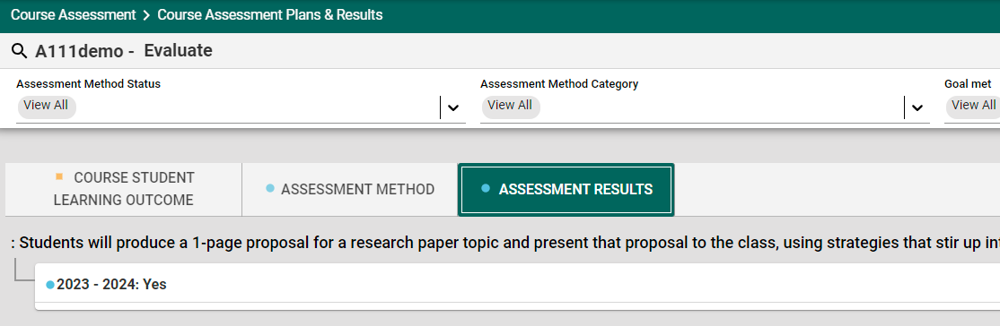 Course Assessment > Course Assessment Plans & Results
A111demo - Evaluate
Assessment Method Status
Assessment Method Category
Goal met
View All
View All
View All
COURSE STUDENT
LEARNING OUTCOME
ASSESSMENT METHOD
ASSESSMENT RESULTS
: Students will produce a 1-page proposal for a research paper topic and present that proposal to the class, using strategies that stir up
2023 - 2024: Yes